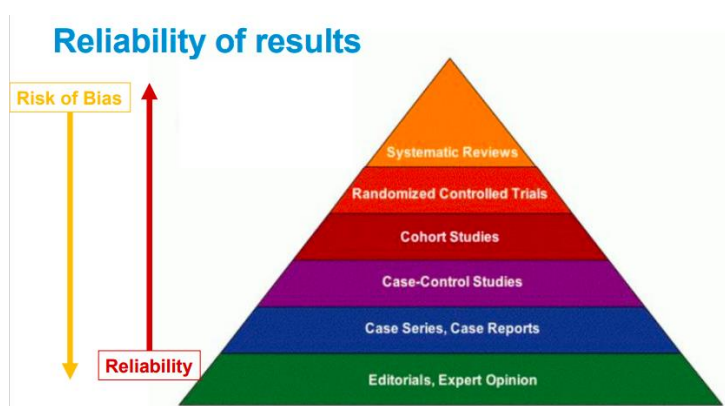 Reliability of results
Risk of Bias
Systematic Reviews
Randomized Controlled Trials
Cohort Studies
Case-Control Studies
Case Series, Case Reports
Reliability
Editorials, Expert Opinion